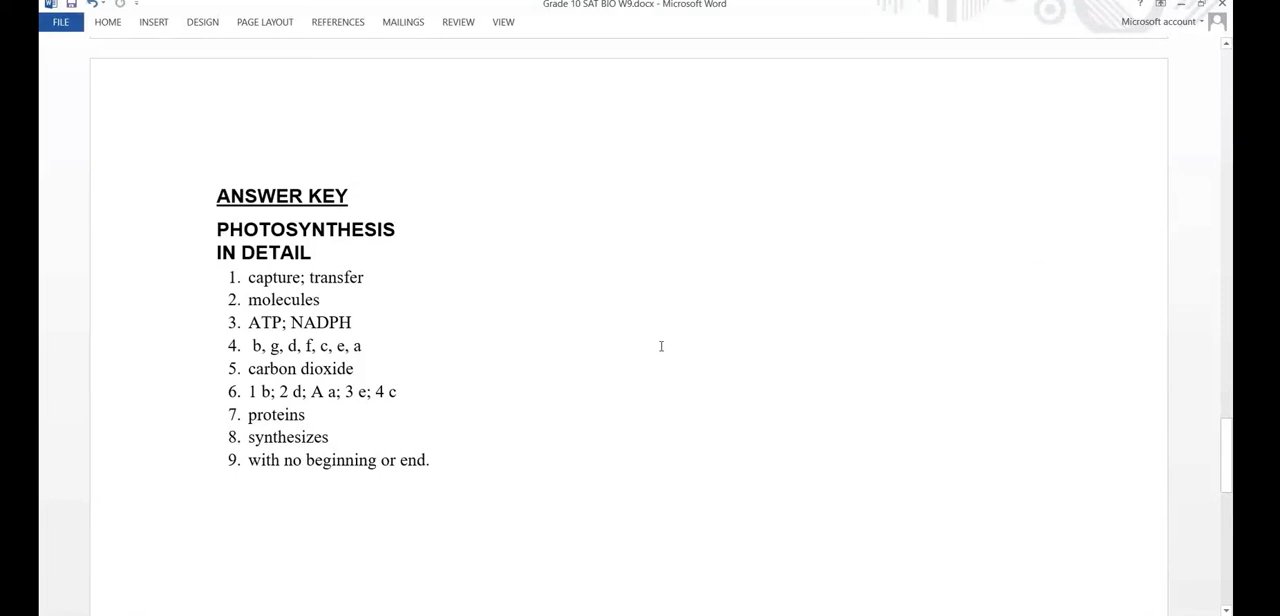 Grade 10 SAT BIO W9.docx - Microsoft Word
FILE HOME INSERT DESIGN PAGE LAYOUT REFERENCES MAILINGS REVIEW VIEW Microsoft account
ANSWER KEY
PHOTOSYNTHESIS
IN DETAIL
1. capture; transfer
2. molecules
3. ATP; NADPH
4. b, g, d, f, c, e, a
5. carbon dioxide
6. 1 b; 2 d; A a; 3 e; 4 c
7. proteins
8. synthesizes
9. with no beginning or end.